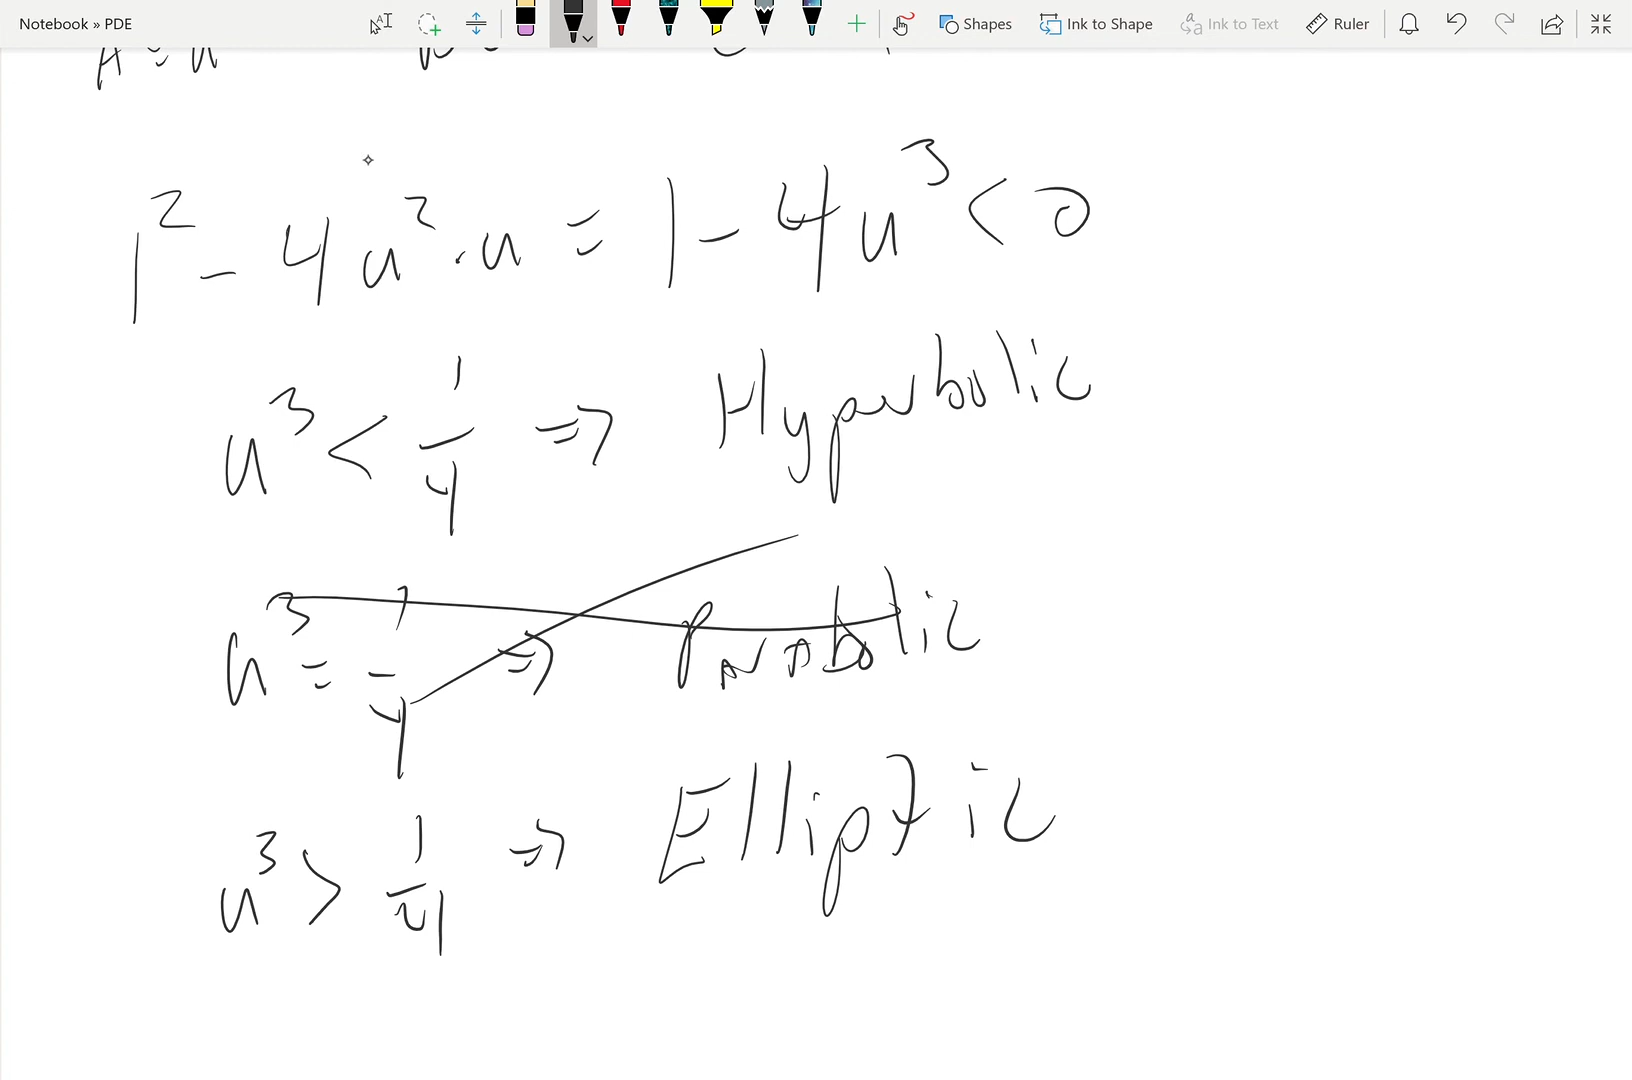 Notebook » PDE
Shapes Ink to Shape Ink to Text Ruler
1² - 4u²·u = 1 - 4u³ < 0
u³ < 1/4 ⇒ Hyperbolic
u³ = 1/4 ⇒ Parabolic
u³ > 1/4 ⇒ Elliptic